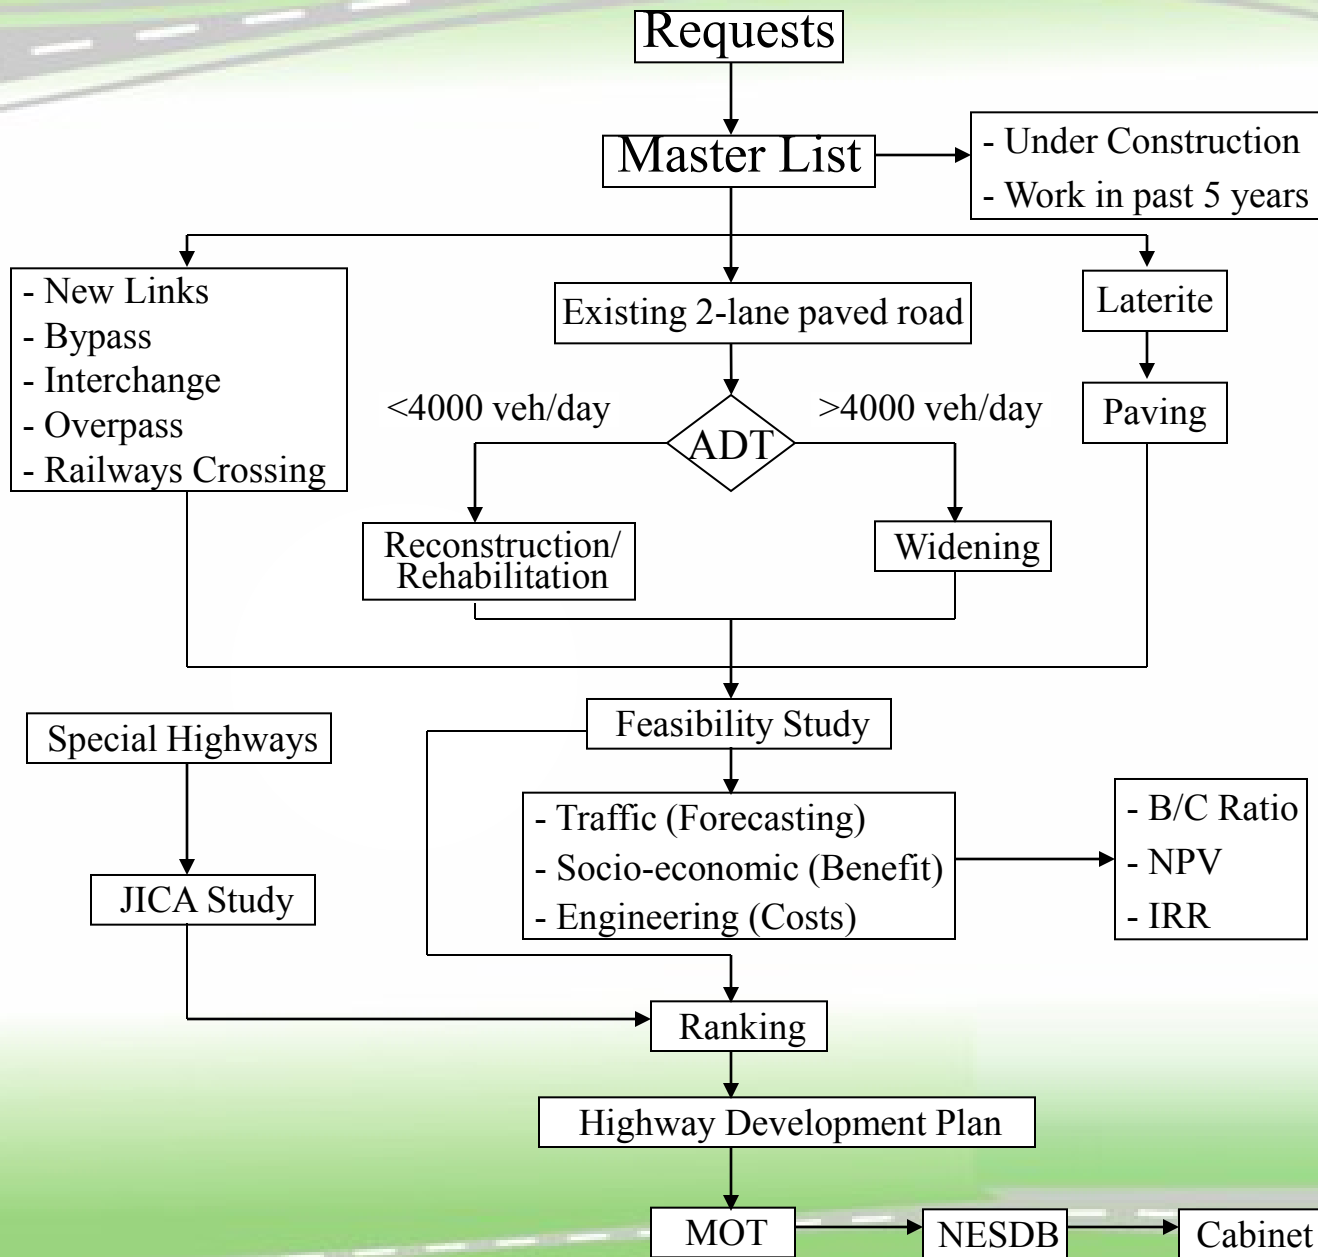 Requests
Master List
- Under Construction
- Work in past 5 years
- New Links
- Bypass
- Interchange
- Overpass
- Railways Crossing
Existing 2-lane paved road
Laterite
<4000 veh/day
>4000 veh/day
ADT
Paving
Reconstruction/
Rehabilitation
Widening
Feasibility Study
Special Highways
- Traffic (Forecasting)
- Socio-economic (Benefit)
- Engineering (Costs)
- B/C Ratio
- NPV
- IRR
JICA Study
Ranking
Highway Development Plan
MOT
NESDB
Cabinet